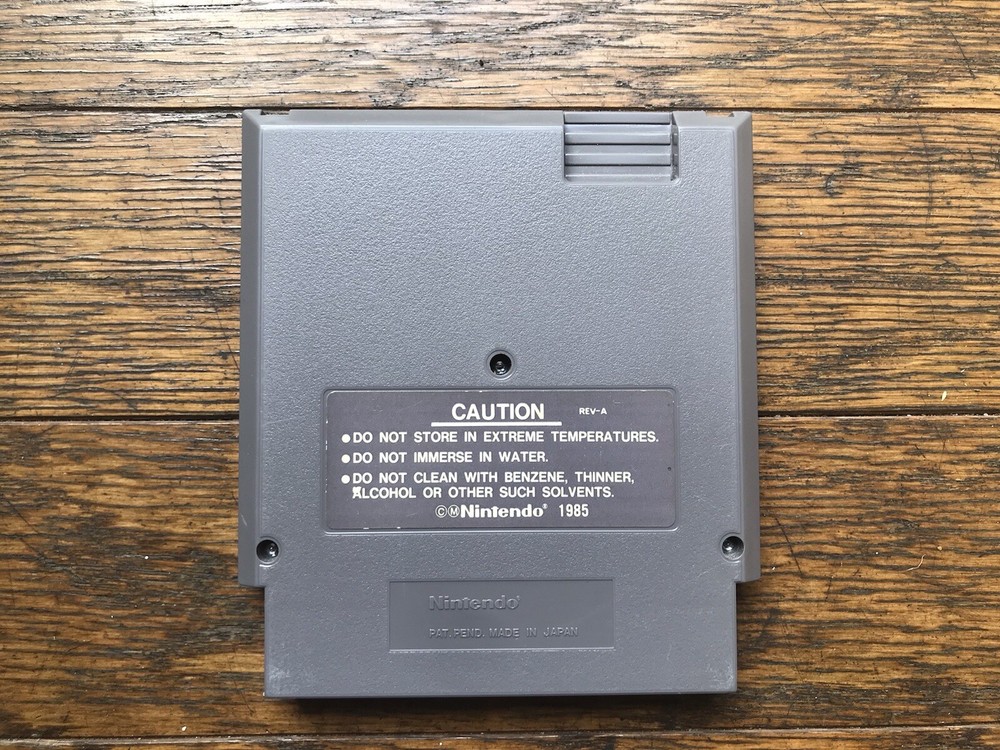 CAUTION REV-A
●DO NOT STORE IN EXTREME TEMPERATURES.
●DO NOT IMMERSE IN WATER.
●DO NOT CLEAN WITH BENZENE, THINNER,
ALCOHOL OR OTHER SUCH SOLVENTS.
©ⓂNintendo® 1985
Nintendo®
PAT. PEND. MADE IN JAPAN